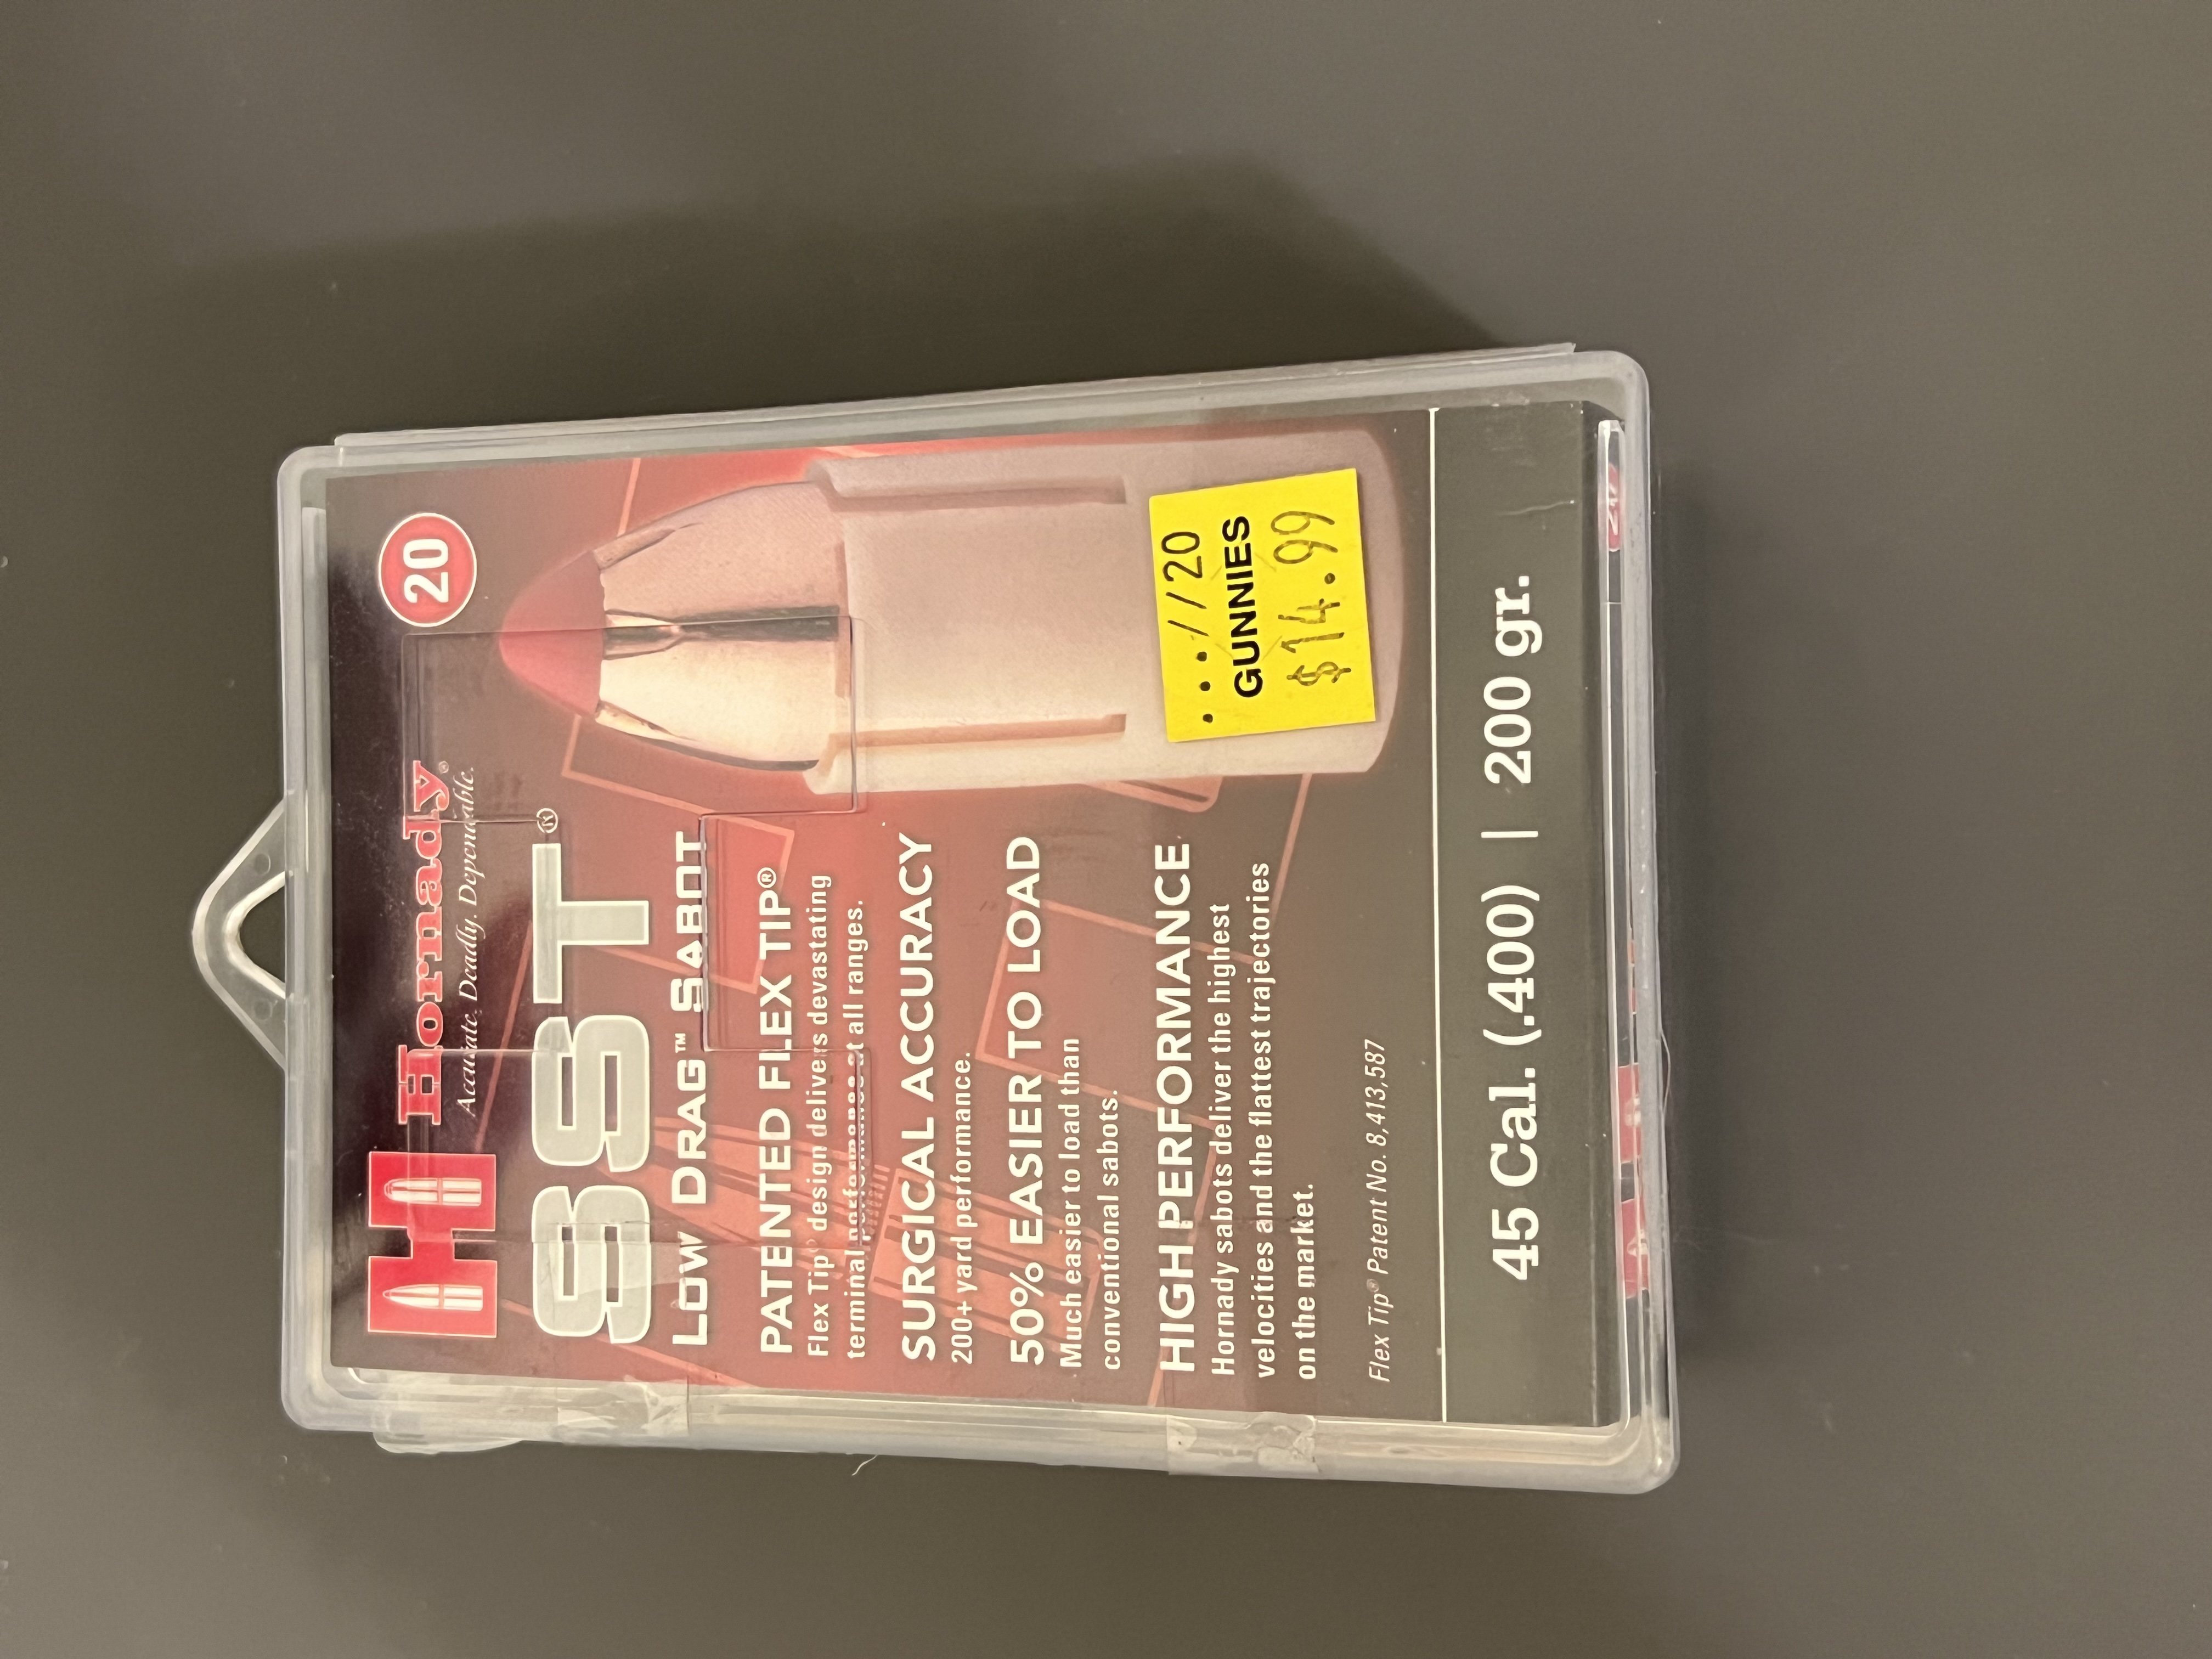 Hornady®
Accurate. Deadly. Dependable.
20
SST®
LOW DRAG™ SABOT
PATENTED FLEX TIP®
Flex Tip® design delivers devastating
terminal performance at all ranges.
SURGICAL ACCURACY
200+ yard performance.
50% EASIER TO LOAD
Much easier to load than
conventional sabots.
HIGH PERFORMANCE
Hornady sabots deliver the highest
velocities and the flattest trajectories
on the market.
Flex Tip® Patent No. 8,413,587
....//20
GUNNIES
$14.99
45 Cal. (.400) | 200 gr.